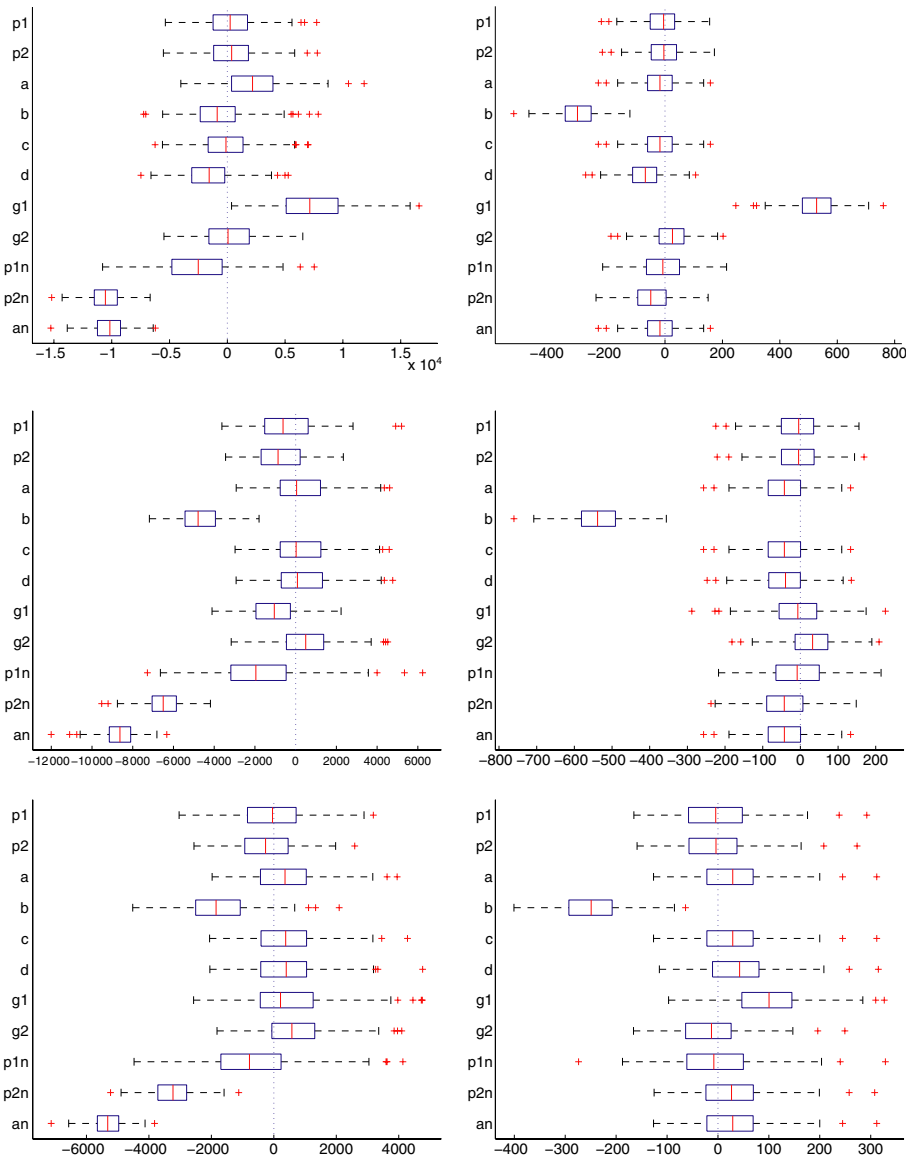 p1
p2
a
b
c
d
g1
g2
p1n
p2n
an
−1.5 −1 −0.5 0 0.5 1 1.5
x 10^4
p1
p2
a
b
c
d
g1
g2
p1n
p2n
an
−400 −200 0 200 400 600 800
p1
p2
a
b
c
d
g1
g2
p1n
p2n
an
−12000 −10000 −8000 −6000 −4000 −2000 0 2000 4000 6000
p1
p2
a
b
c
d
g1
g2
p1n
p2n
an
−800 −700 −600 −500 −400 −300 −200 −100 0 100 200
p1
p2
a
b
c
d
g1
g2
p1n
p2n
an
−6000 −4000 −2000 0 2000 4000
p1
p2
a
b
c
d
g1
g2
p1n
p2n
an
−400 −300 −200 −100 0 100 200 300